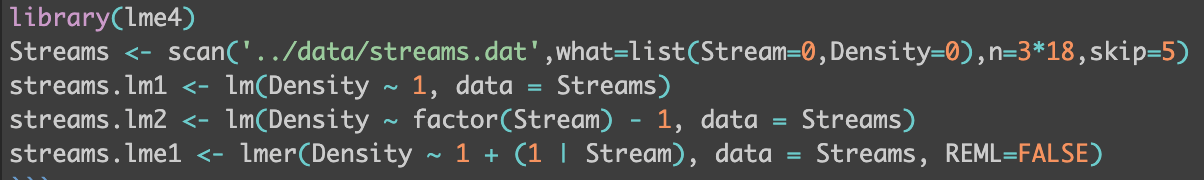 library(lme4)
Streams <- scan('../data/streams.dat',what=list(Stream=0,Density=0),n=3*18,skip=5)
streams.lm1 <- lm(Density ~ 1, data = Streams)
streams.lm2 <- lm(Density ~ factor(Stream) - 1, data = Streams)
streams.lme1 <- lmer(Density ~ 1 + (1 | Stream), data = Streams, REML=FALSE)
```